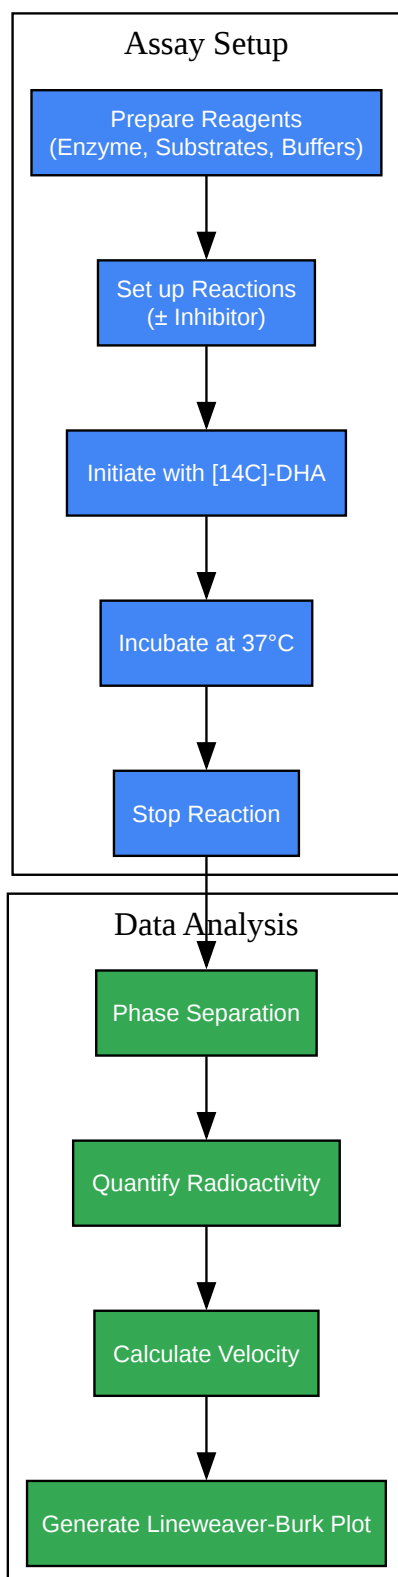 Assay Setup
Prepare Reagents
(Enzyme, Substrates, Buffers)
Set up Reactions
(± Inhibitor)
Initiate with [14C]-DHA
Incubate at 37°C
Stop Reaction
Data Analysis
Phase Separation
Quantify Radioactivity
Calculate Velocity
Generate Lineweaver-Burk Plot